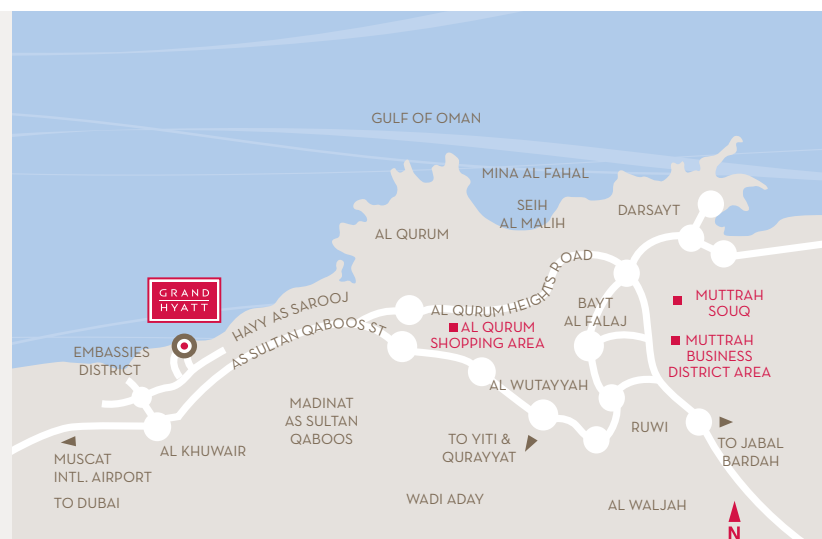 GULF OF OMAN
MINA AL FAHAL
SEIH
AL MALIH
DARSAYT
AL QURUM
GRAND
HYATT
HAYY AS SAROOJ
AS SULTAN QABOOS ST
AL QURUM HEIGHTS ROAD
BAYT
AL FALAJ
MUTTRAH
SOUQ
AL QURUM
SHOPPING AREA
MUTTRAH
BUSINESS
DISTRICT AREA
EMBASSIES
DISTRICT
AL WUTAYYAH
MADINAT
AS SULTAN
QABOOS
AL KHUWAIR
TO YITI &
QURAYYAT
RUWI
TO JABAL
BARDAH
MUSCAT
INTL. AIRPORT
TO DUBAI
WADI ADAY
AL WALJAH
N